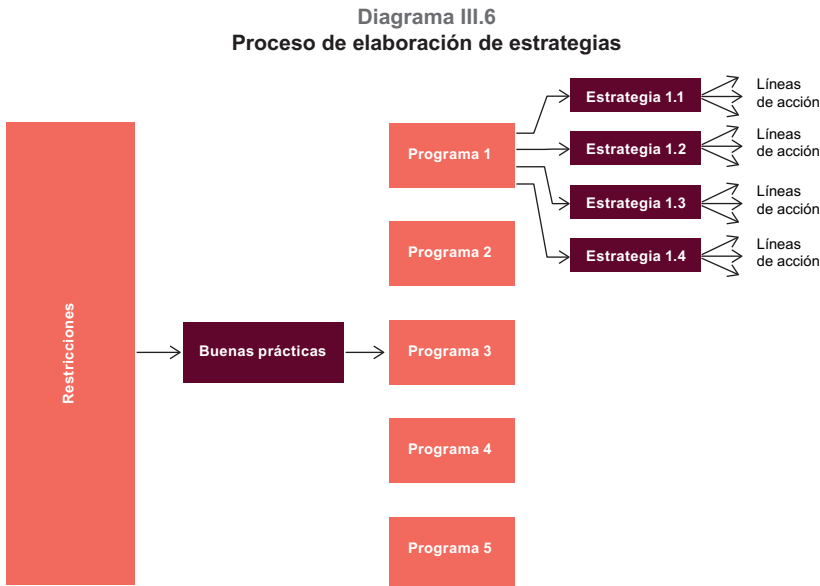 Diagrama III.6
Proceso de elaboración de estrategias
Restricciones
Buenas prácticas
Programa 1
Programa 2
Programa 3
Programa 4
Programa 5
Estrategia 1.1
Líneas
de acción
Estrategia 1.2
Líneas
de acción
Estrategia 1.3
Líneas
de acción
Estrategia 1.4
Líneas
de acción